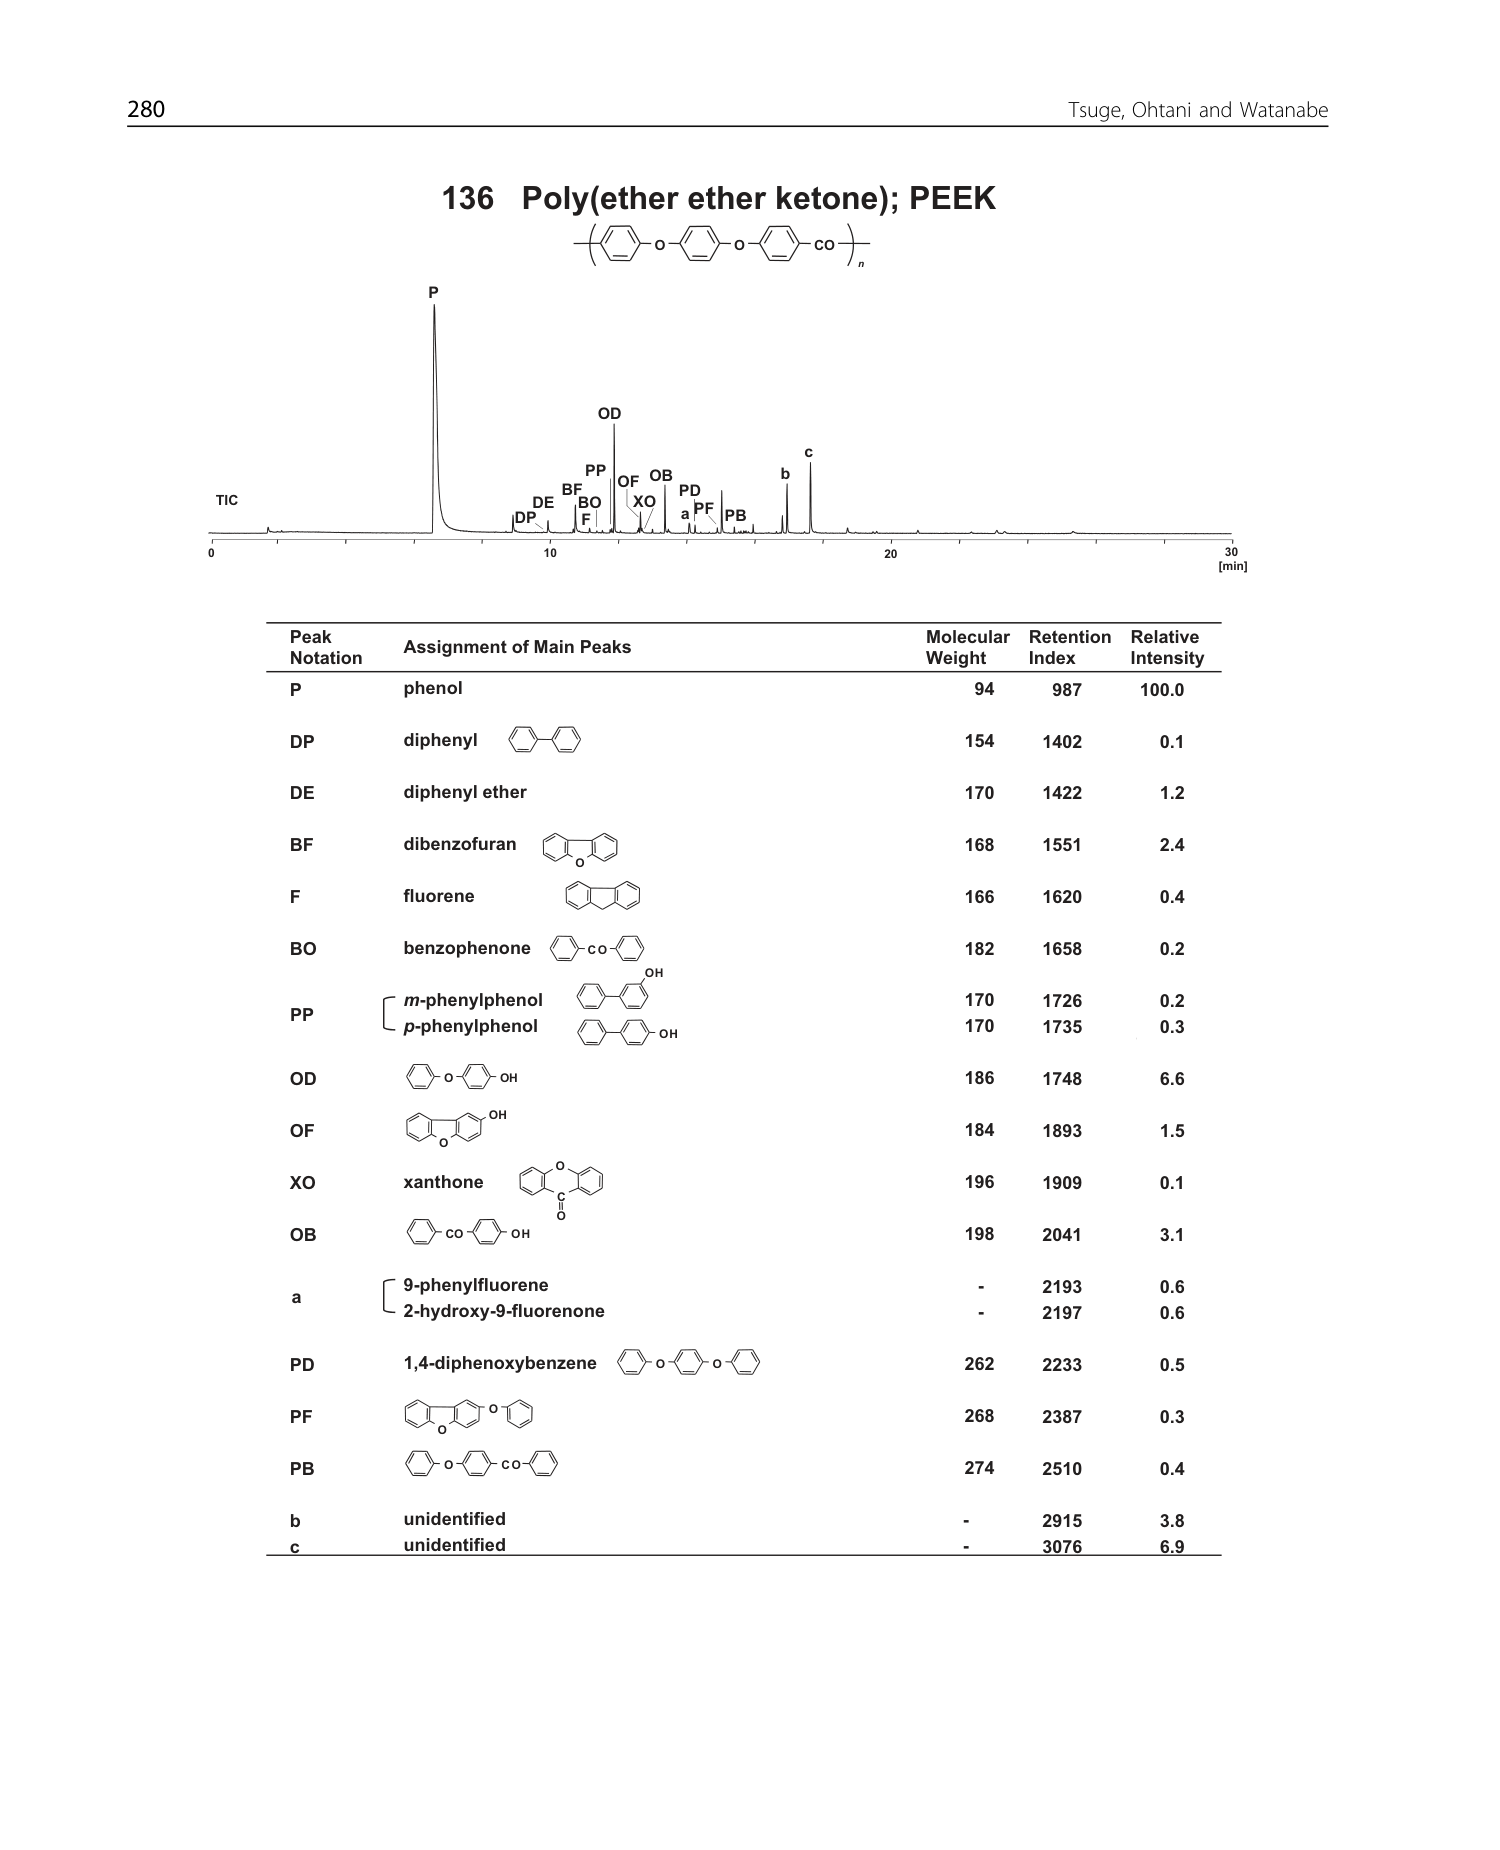 280
Tsuge, Ohtani and Watanabe
136 Poly(ether ether ketone); PEEK
O O CO n
P
OD
c
PP
OF
OB
b
BF
DE
BO
XO
PD
TIC
DP
F
a
PF
PB
0 10 20 30
[min]
Peak Notation Assignment of Main Peaks Molecular Weight Retention Index Relative Intensity
P phenol 94 987 100.0
DP diphenyl 154 1402 0.1
DE diphenyl ether 170 1422 1.2
BF dibenzofuran O 168 1551 2.4
F fluorene 166 1620 0.4
BO benzophenone CO 182 1658 0.2
PP
m-phenylphenol OH 170 1726 0.2
p-phenylphenol OH 170 1735 0.3
OD O OH 186 1748 6.6
OF O OH 184 1893 1.5
XO xanthone O C O 196 1909 0.1
OB CO OH 198 2041 3.1
a
9-phenylfluorene - 2193 0.6
2-hydroxy-9-fluorenone - 2197 0.6
PD 1,4-diphenoxybenzene O O 262 2233 0.5
PF O O 268 2387 0.3
PB O CO 274 2510 0.4
b unidentified - 2915 3.8
c unidentified - 3076 6.9